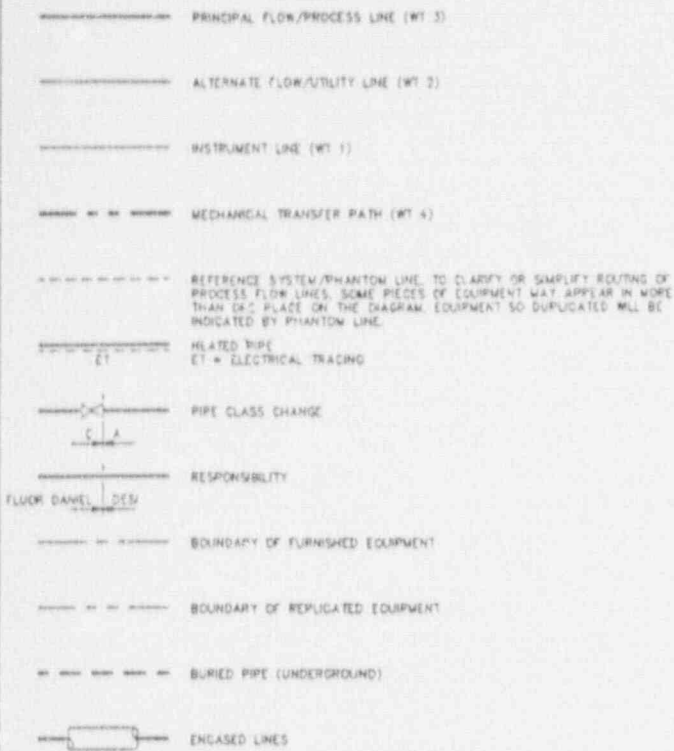 PRINCIPAL FLOW/PROCESS LINE (WT 3)
ALTERNATE FLOW/UTILITY LINE (WT 2)
INSTRUMENT LINE (WT 1)
MECHANICAL TRANSFER PATH (WT 4)
REFERENCE SYSTEM/PHANTOM LINE. TO CLARIFY OR SIMPLIFY ROUTING OF
PROCESS FLOW LINES, SOME PIECES OF EQUIPMENT MAY APPEAR IN MORE
THAN ONE PLACE ON THE DIAGRAM. EQUIPMENT SO DUPLICATED WILL BE
INDICATED BY PHANTOM LINE.
HEATED PIPE
ET
ET = ELECTRICAL TRACING
PIPE CLASS CHANGE
C A
RESPONSIBILITY
FLUOR DANIEL DESI
BOUNDARY OF FURNISHED EQUIPMENT
BOUNDARY OF REPLICATED EQUIPMENT
BURIED PIPE (UNDERGROUND)
ENCASED LINES